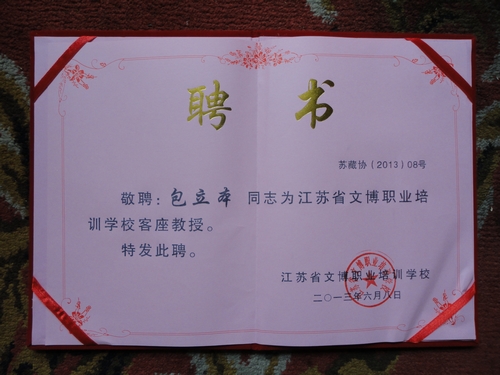 聘 书
苏藏协（2013）08号
敬聘：包立本 同志为江苏省文博职业培
训学校客座教授。
特发此聘。
江苏省文博职业培训学校
二〇一三年六月八日